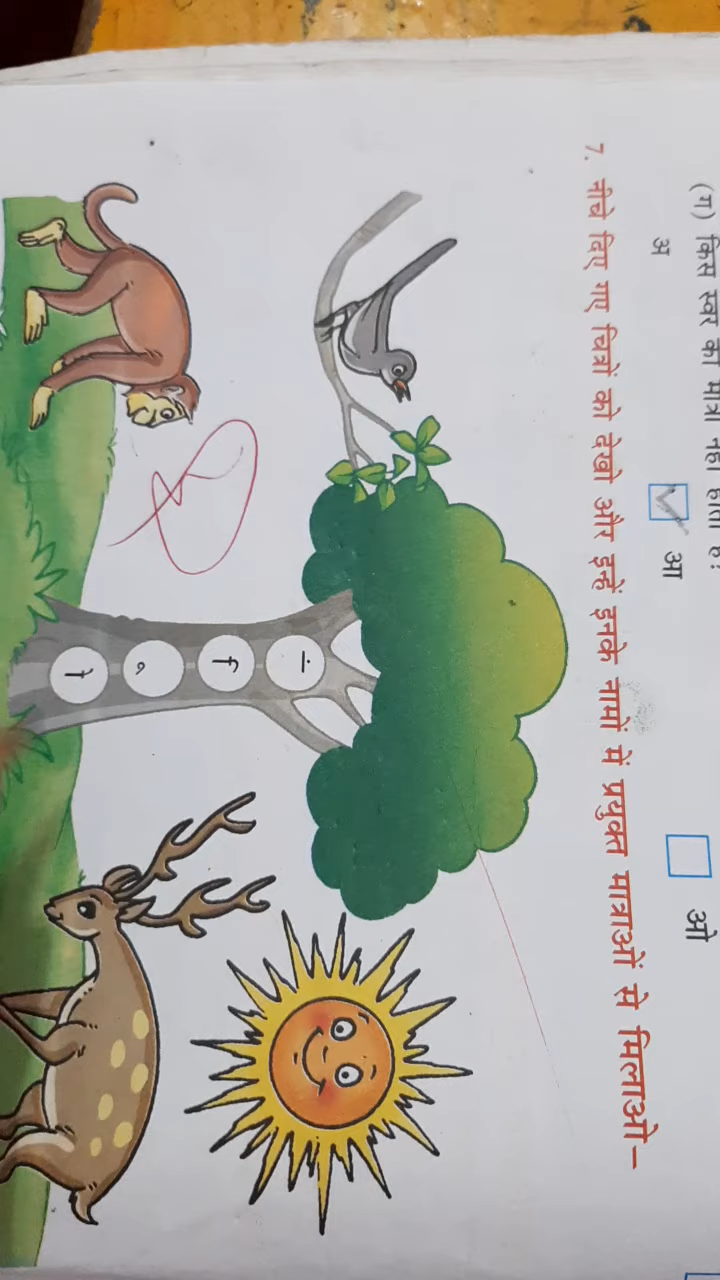 (ग) किस स्वर की मात्रा नहीं होती है?
अ
आ
ओ
7. नीचे दिए गए चित्रों को देखो और इन्हें इनके नामों में प्रयुक्त मात्राओं से मिलाओ–